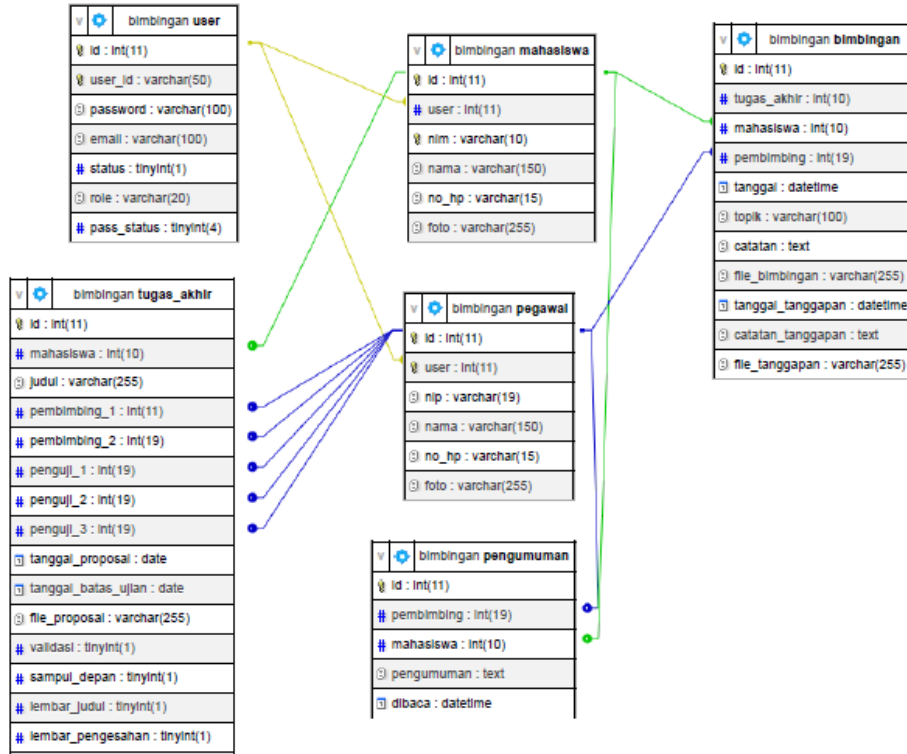 bimbingan user
id : int(11)
user_id : varchar(50)
password : varchar(100)
email : varchar(100)
status : tinyint(1)
role : varchar(20)
pass_status : tinyint(4)
bimbingan mahasiswa
id : int(11)
user : int(11)
nim : varchar(10)
nama : varchar(150)
no_hp : varchar(15)
foto : varchar(255)
bimbingan bimbingan
id : int(11)
tugas_akhir : int(10)
mahasiswa : int(10)
pembimbing : int(19)
tanggal : datetime
topik : varchar(100)
catatan : text
file_bimbingan : varchar(255)
tanggal_tanggapan : datetime
catatan_tanggapan : text
file_tanggapan : varchar(255)
bimbingan tugas_akhir
id : int(11)
mahasiswa : int(10)
judul : varchar(255)
pembimbing_1 : int(11)
pembimbing_2 : int(19)
penguji_1 : int(19)
penguji_2 : int(19)
penguji_3 : int(19)
tanggal_proposal : date
tanggal_batas_ujian : date
file_proposal : varchar(255)
validasi : tinyint(1)
sampul_depan : tinyint(1)
lembar_judul : tinyint(1)
lembar_pengesahan : tinyint(1)
bimbingan pegawai
id : int(11)
user : int(11)
nip : varchar(19)
nama : varchar(150)
no_hp : varchar(15)
foto : varchar(255)
bimbingan pengumuman
id : int(11)
pembimbing : int(19)
mahasiswa : int(10)
pengumuman : text
dibaca : datetime